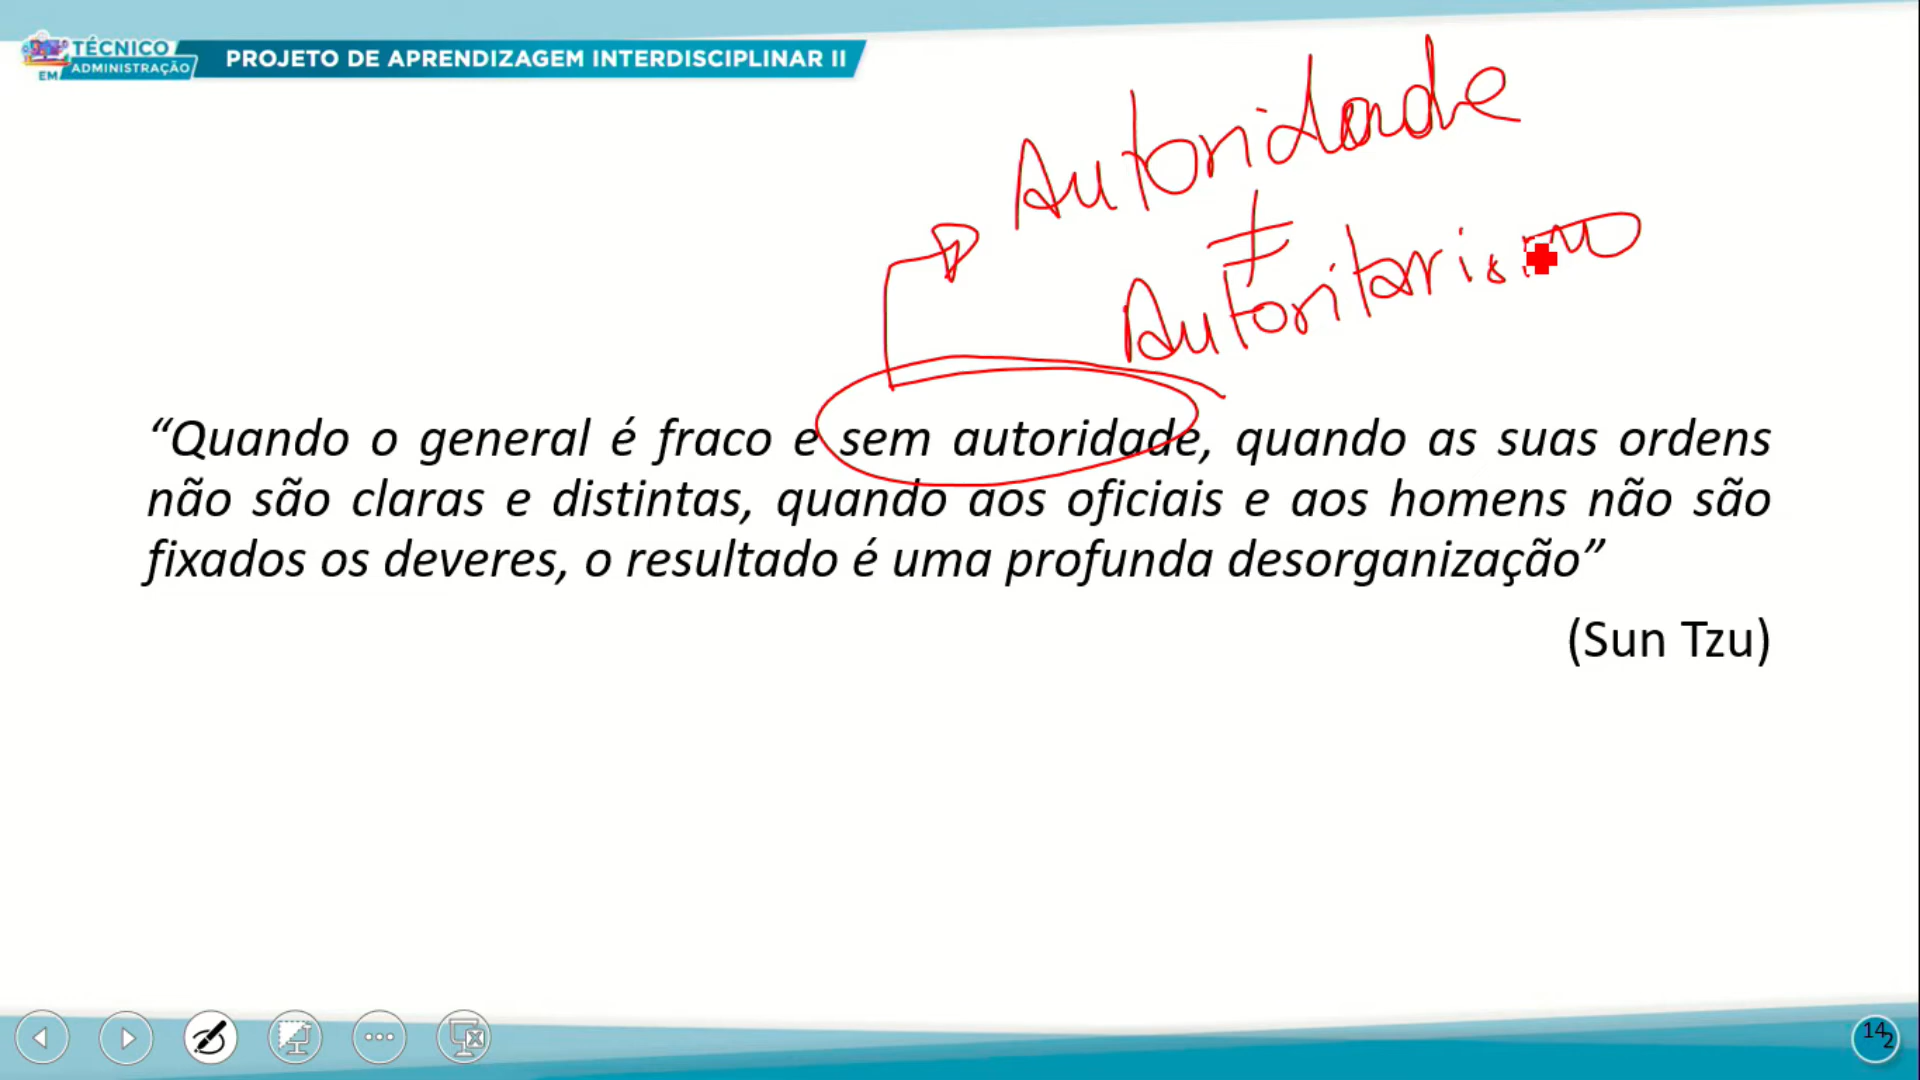 TÉCNICO
EM ADMINISTRAÇÃO
PROJETO DE APRENDIZAGEM INTERDISCIPLINAR II
Autoridade
≠
Autoritarismo
“Quando o general é fraco e sem autoridade, quando as suas ordens
não são claras e distintas, quando aos oficiais e aos homens não são
fixados os deveres, o resultado é uma profunda desorganização”
(Sun Tzu)
14
2